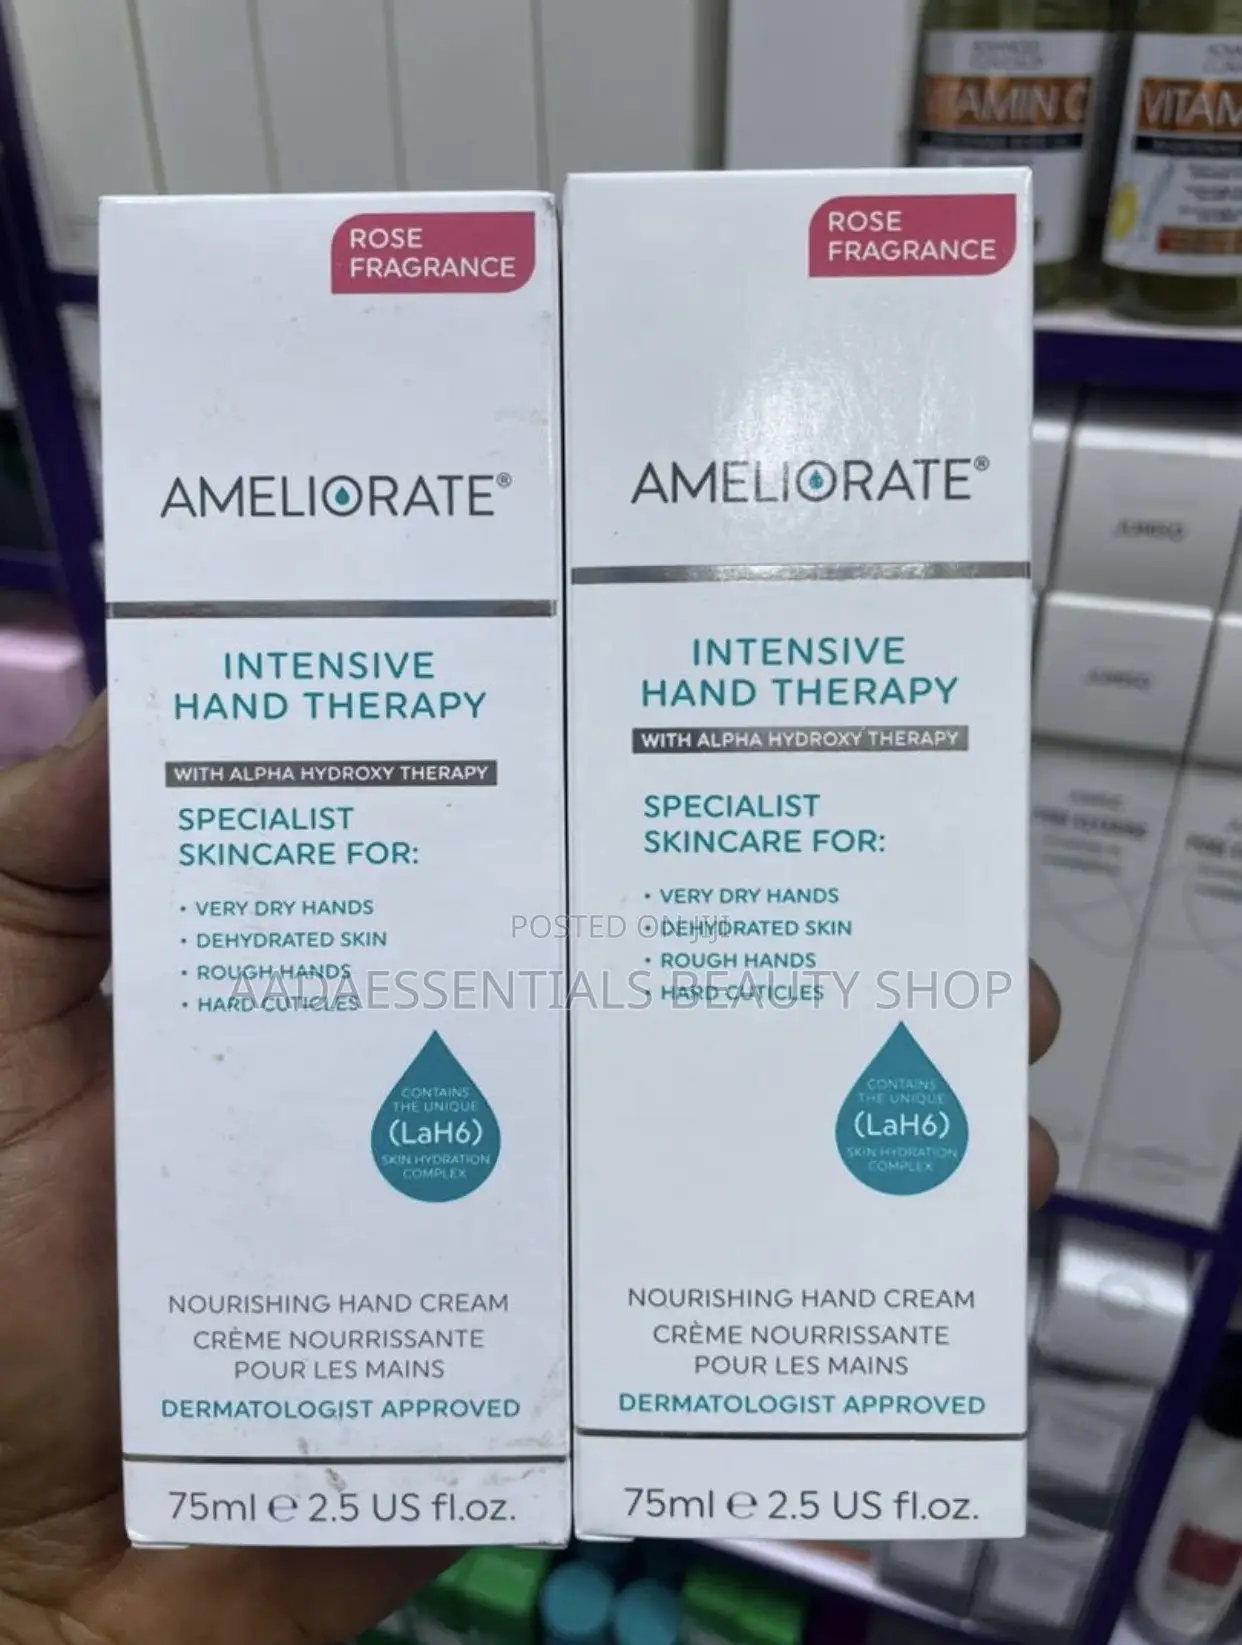 ROSE
FRAGRANCE
AMELIORATE®
INTENSIVE
HAND THERAPY
WITH ALPHA HYDROXY THERAPY
SPECIALIST
SKINCARE FOR:
• VERY DRY HANDS
• DEHYDRATED SKIN
• ROUGH HANDS
• HARD CUTICLES
CONTAINS
THE UNIQUE
(LaH6)
SKIN HYDRATION
COMPLEX
NOURISHING HAND CREAM
CRÈME NOURRISSANTE
POUR LES MAINS
DERMATOLOGIST APPROVED
75ml ℮ 2.5 US fl.oz.
ROSE
FRAGRANCE
AMELIORATE®
INTENSIVE
HAND THERAPY
WITH ALPHA HYDROXY THERAPY
SPECIALIST
SKINCARE FOR:
• VERY DRY HANDS
• DEHYDRATED SKIN
• ROUGH HANDS
• HARD CUTICLES
CONTAINS
THE UNIQUE
(LaH6)
SKIN HYDRATION
COMPLEX
NOURISHING HAND CREAM
CRÈME NOURRISSANTE
POUR LES MAINS
DERMATOLOGIST APPROVED
75ml ℮ 2.5 US fl.oz.
POSTED ON JIJI
AADAESSENTIALS BEAUTY SHOP
VITAMIN C
VITAM
JUMISO
JUMISO